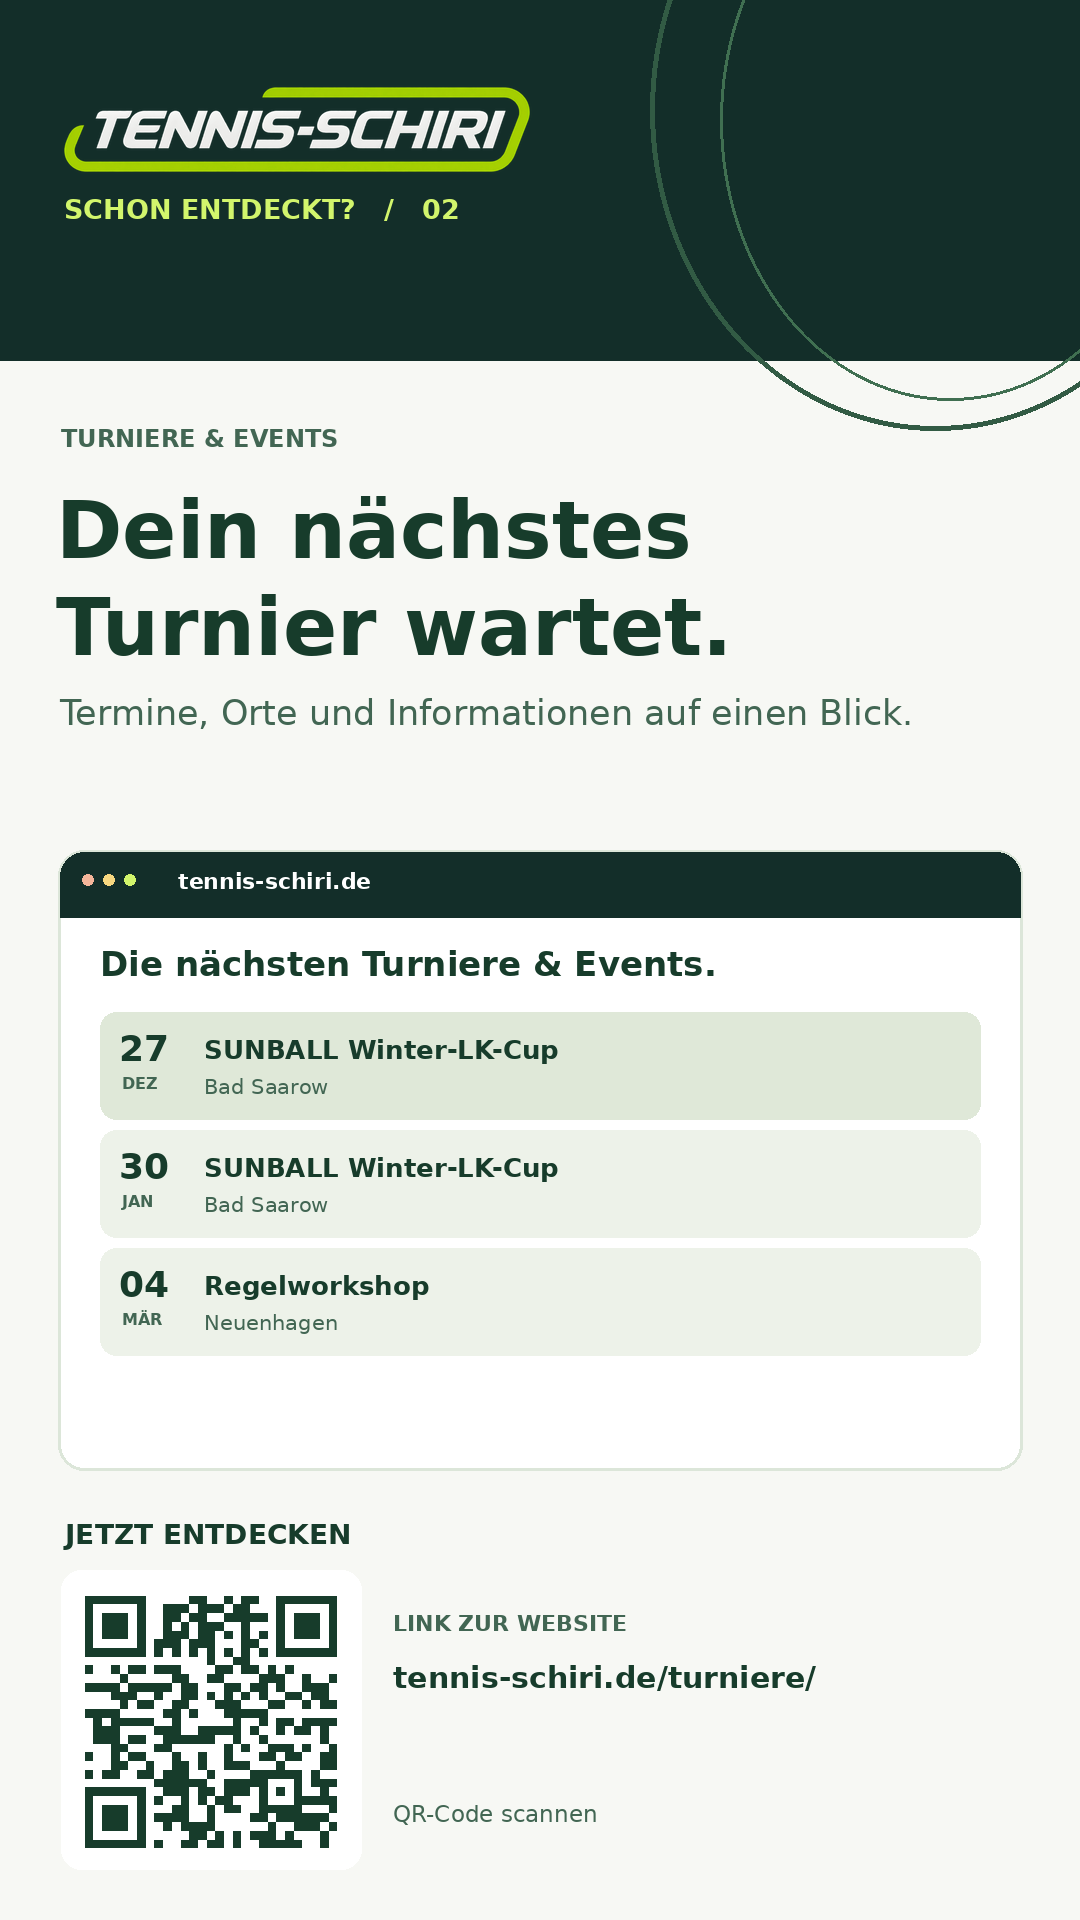 TENNIS-SCHIRI
SCHON ENTDECKT? / 02
TURNIERE & EVENTS
Dein nächstes
Turnier wartet.
Termine, Orte und Informationen auf einen Blick.
tennis-schiri.de
Die nächsten Turniere & Events.
27 SUNBALL Winter-LK-Cup
DEZ Bad Saarow
30 SUNBALL Winter-LK-Cup
JAN Bad Saarow
04 Regelworkshop
MÄR Neuenhagen
JETZT ENTDECKEN
LINK ZUR WEBSITE
tennis-schiri.de/turniere/
QR-Code scannen